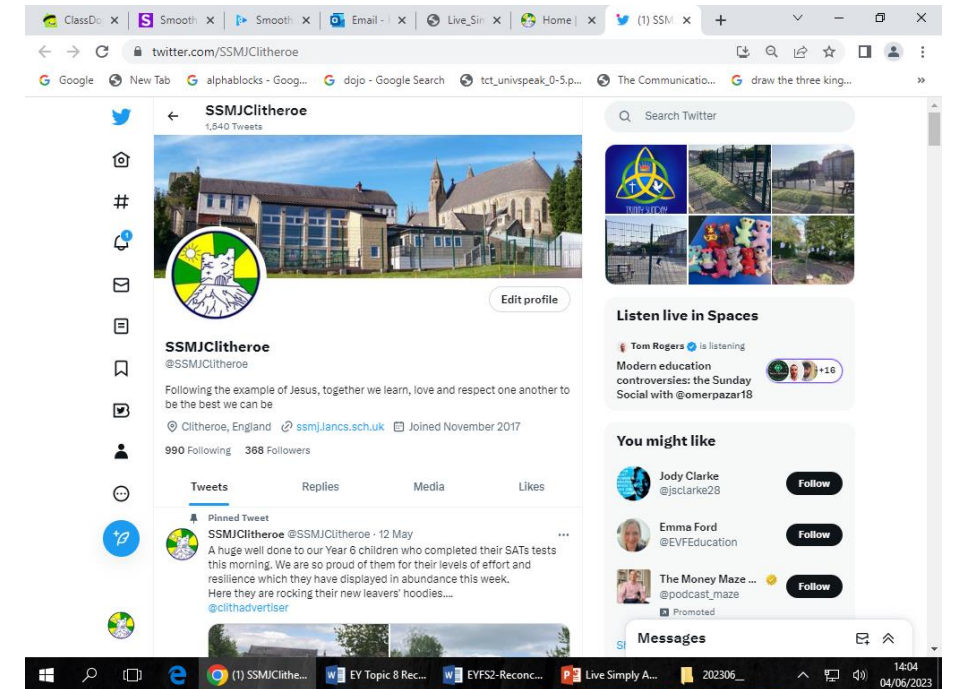 ClassDo
Smooth
Smooth
Email -
Live_Sin
Home |
(1) SSM
twitter.com/SSMJClitheroe
Google
New Tab
alphablocks - Goog...
dojo - Google Search
tct_univspeak_0-5.p...
The Communicatio...
draw the three king...
»
SSMJClitheroe
1,540 Tweets
Search Twitter
TRINITY SUNDAY
Edit profile
SSMJClitheroe
@SSMJClitheroe
Following the example of Jesus, together we learn, love and respect one another to
be the best we can be
Clitheroe, England ssmj.lancs.sch.uk Joined November 2017
990 Following 368 Followers
Tweets Replies Media Likes
Pinned Tweet
SSMJClitheroe @SSMJClitheroe · 12 May
A huge well done to our Year 6 children who completed their SATs tests
this morning. We are so proud of them for their levels of effort and
resilience which they have displayed in abundance this week.
Here they are rocking their new leavers' hoodies....
@clithadvertiser
Listen live in Spaces
Tom Rogers is listening
Modern education
controversies: the Sunday
Social with @omerpazar18
+16
You might like
Jody Clarke
@jsclarke28
Follow
Emma Ford
@EVFEducation
Follow
The Money Maze ...
@podcast_maze
Follow
Promoted
Messages
(1) SSMJClithe...
EY Topic 8 Rec...
EYFS2-Reconc...
Live Simply A...
202306_
14:04
04/06/2023